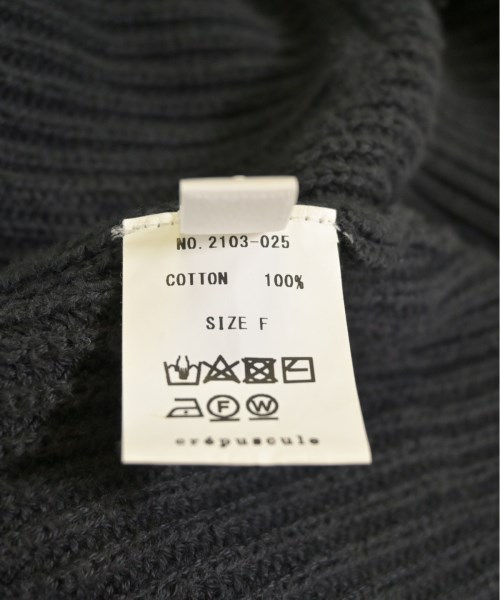 NO. 2103-025
COTTON 100%
SIZE F
F W
crépuscule